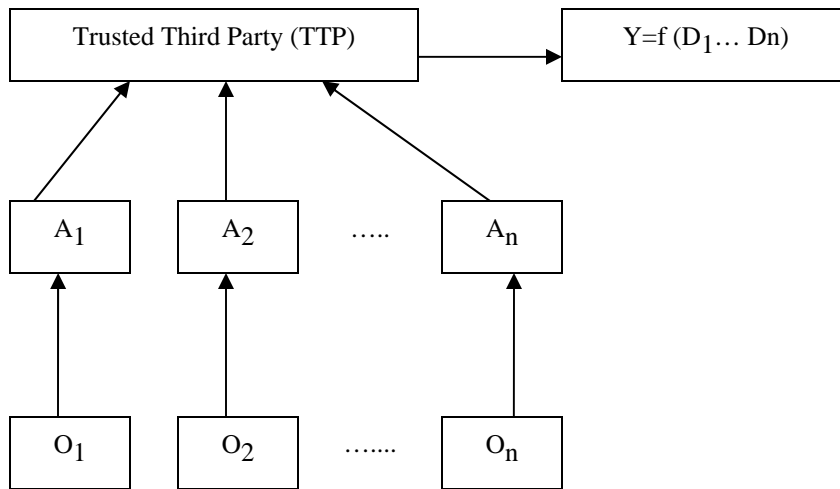 Trusted Third Party (TTP)
Y=f (D1… Dn)
A1
A2
…..
An
O1
O2
…....
On